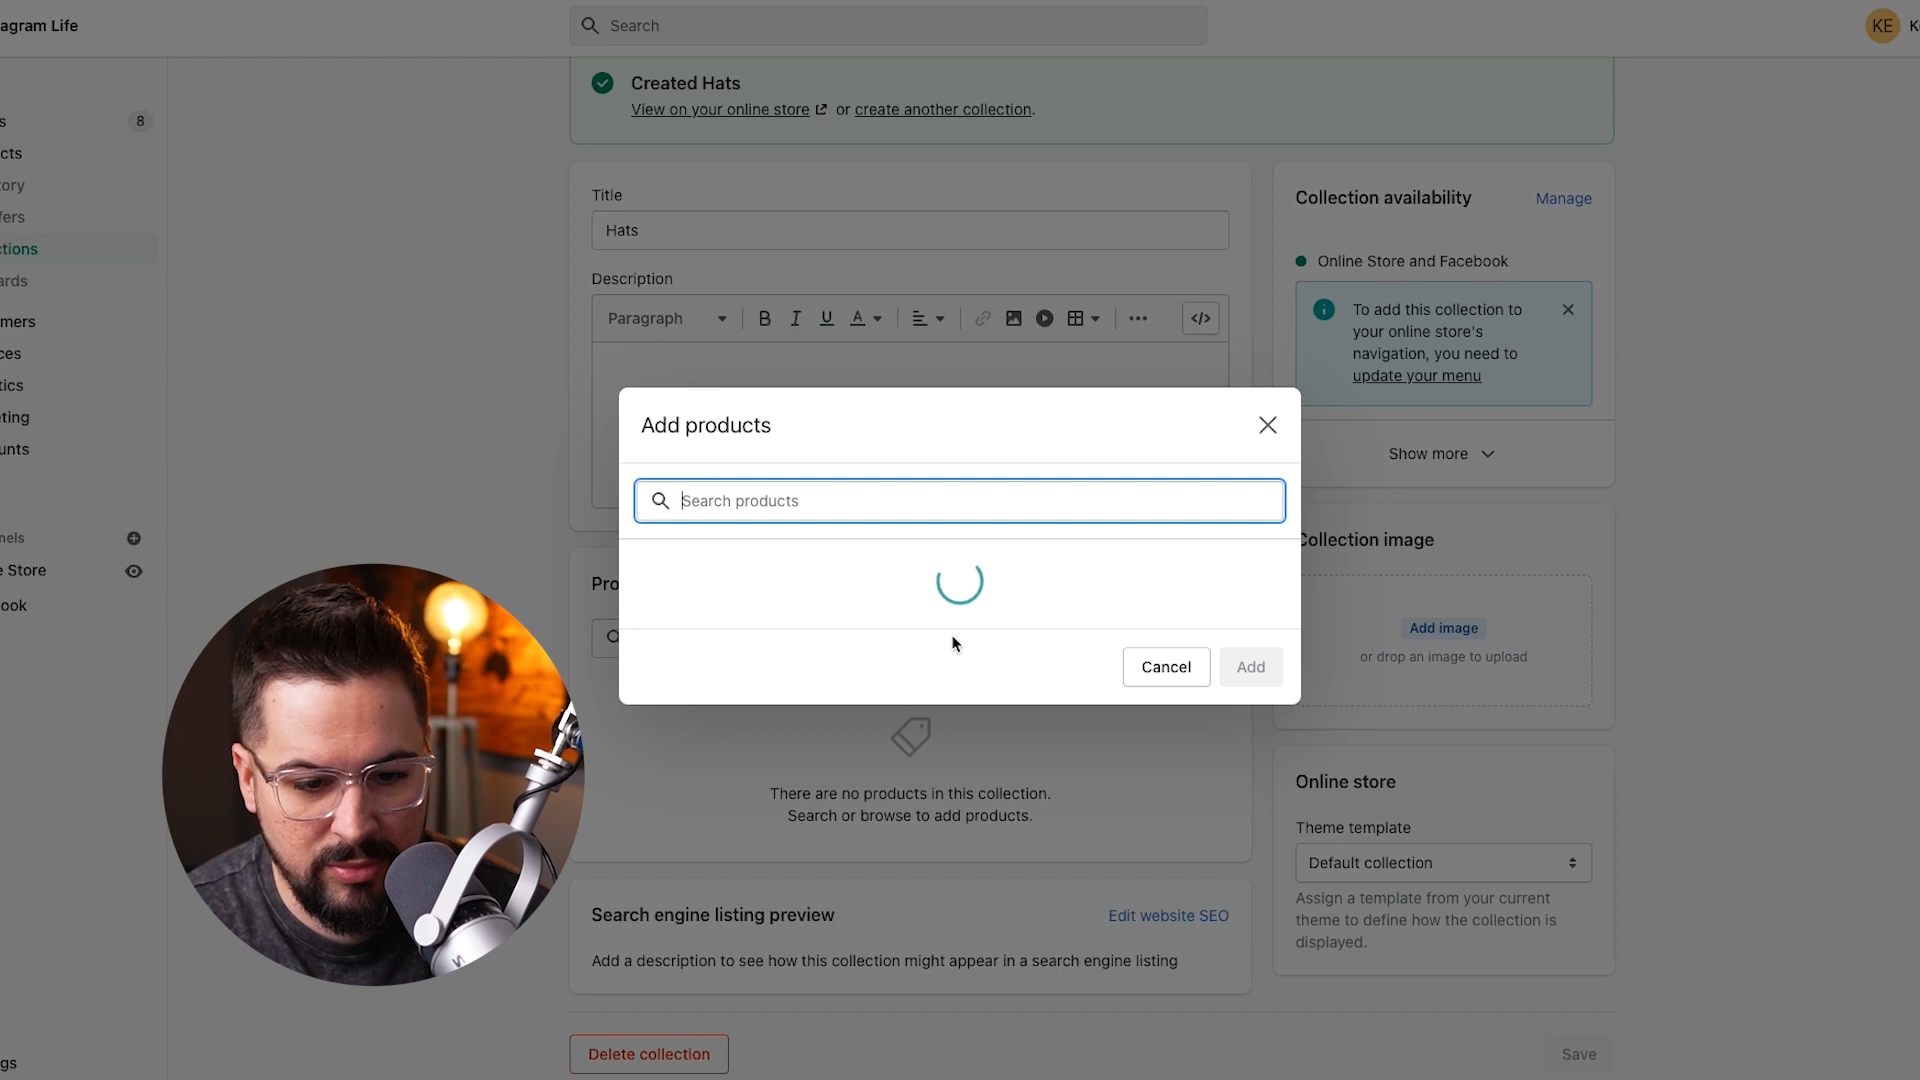 agram Life
Search
KE
Created Hats
View on your online store or create another collection.
8
cts
ory
fers
ctions
ards
mers
ces
tics
ting
unts
nels
e Store
ook
gs
Title
Hats
Description
Paragraph
B I U A
</>
Collection availability
Manage
Online Store and Facebook
To add this collection to
your online store's
navigation, you need to
update your menu
Show more
Add products
Search products
Cancel
Add
Pro
Collection image
Add image
or drop an image to upload
There are no products in this collection.
Search or browse to add products.
Online store
Theme template
Default collection
Assign a template from your current
theme to define how the collection is
displayed.
Search engine listing preview
Edit website SEO
Add a description to see how this collection might appear in a search engine listing
Delete collection
Save